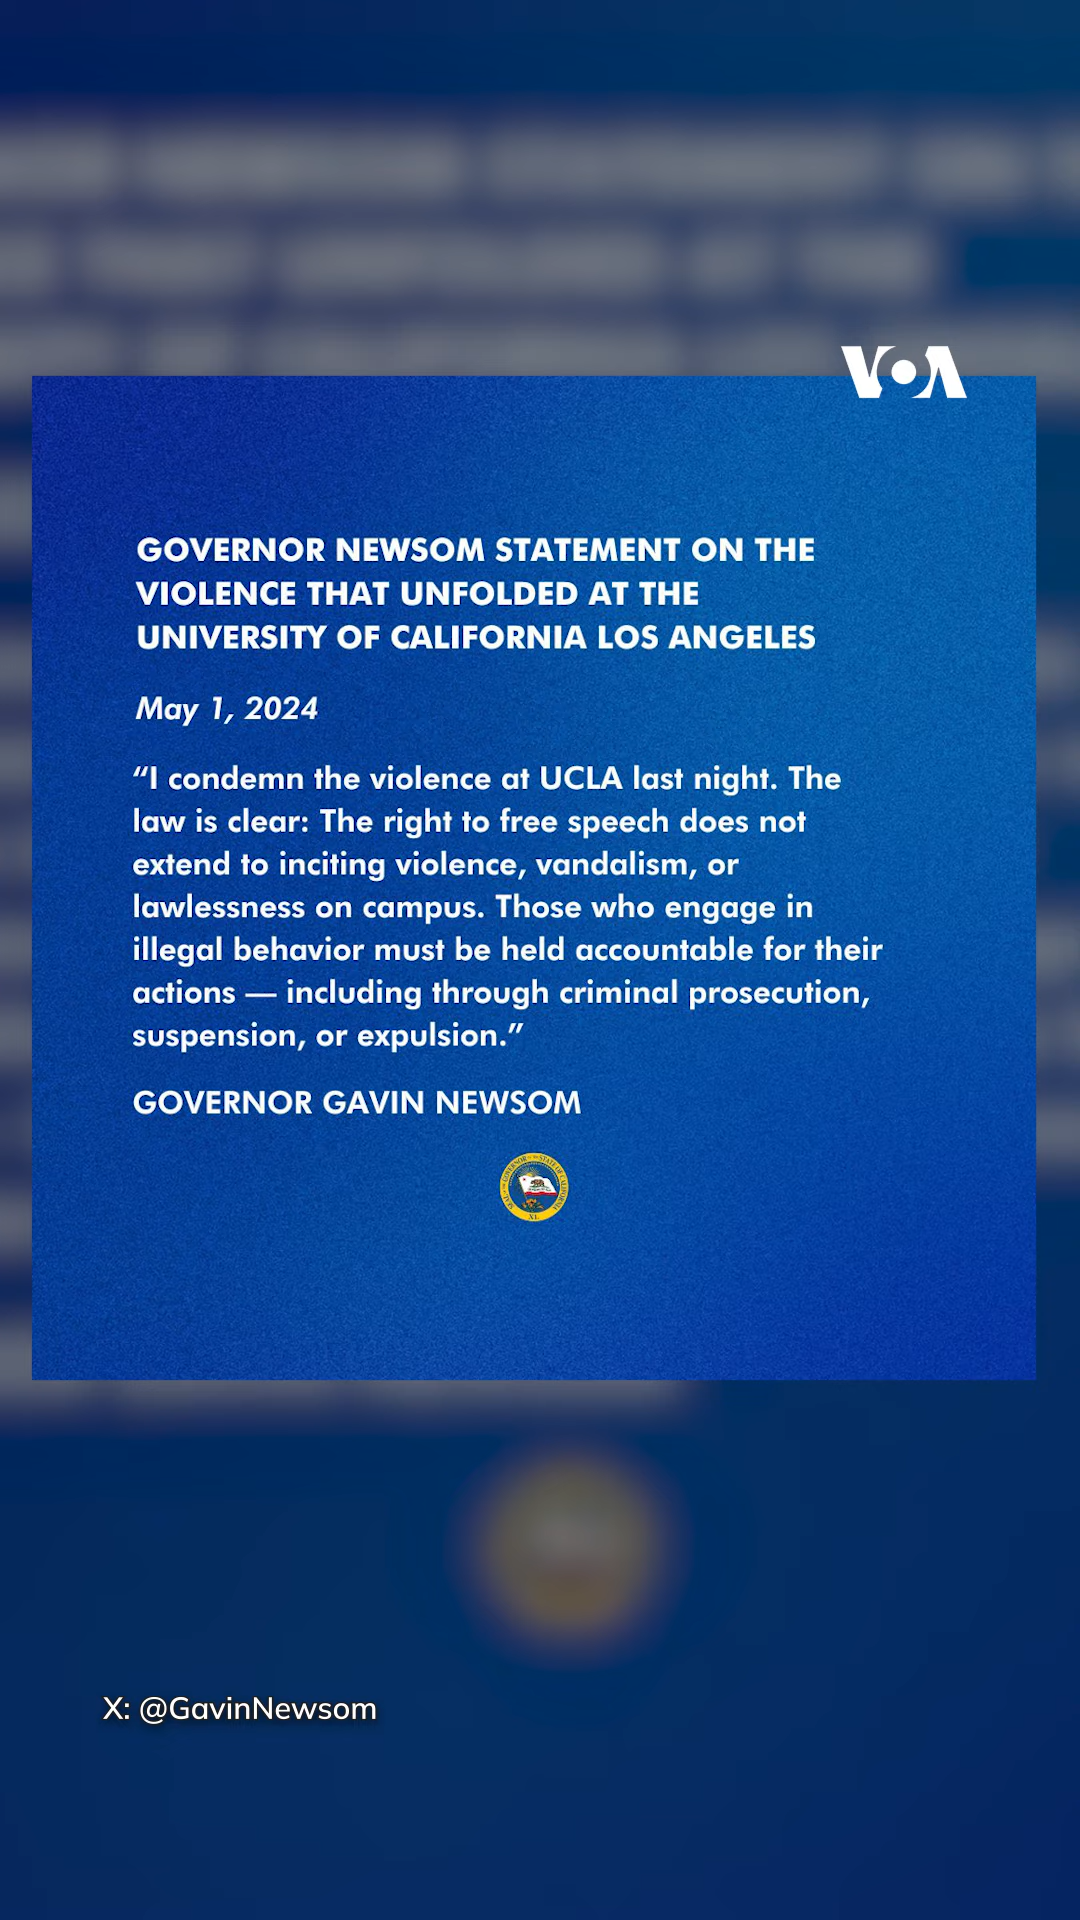 VOA
GOVERNOR NEWSOM STATEMENT ON THE
VIOLENCE THAT UNFOLDED AT THE
UNIVERSITY OF CALIFORNIA LOS ANGELES
May 1, 2024
“I condemn the violence at UCLA last night. The
law is clear: The right to free speech does not
extend to inciting violence, vandalism, or
lawlessness on campus. Those who engage in
illegal behavior must be held accountable for their
actions — including through criminal prosecution,
suspension, or expulsion.”
GOVERNOR GAVIN NEWSOM
X: @GavinNewsom